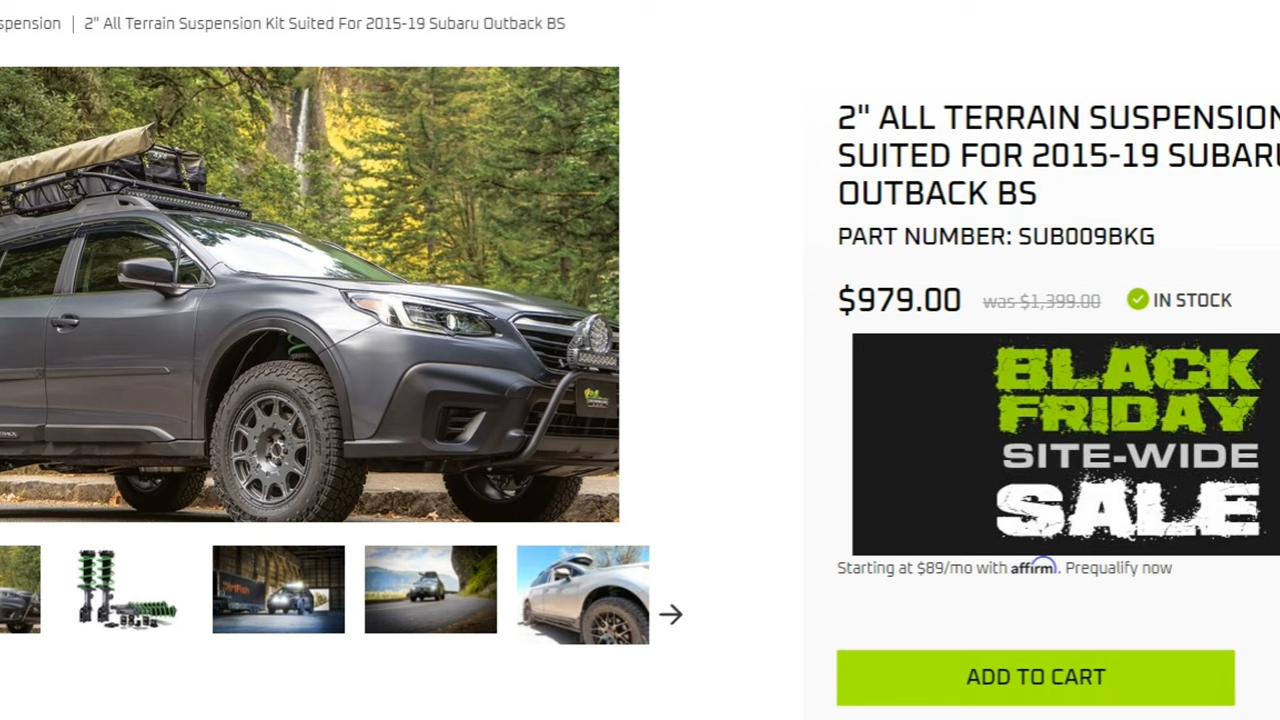 spension | 2" All Terrain Suspension Kit Suited For 2015-19 Subaru Outback BS
2" ALL TERRAIN SUSPENSION
SUITED FOR 2015-19 SUBARU
OUTBACK BS
PART NUMBER: SUB009BKG
$979.00 was $1,399.00 IN STOCK
BLACK
FRIDAY
SITE-WIDE
SALE
Starting at $89/mo with affirm. Prequalify now
ADD TO CART